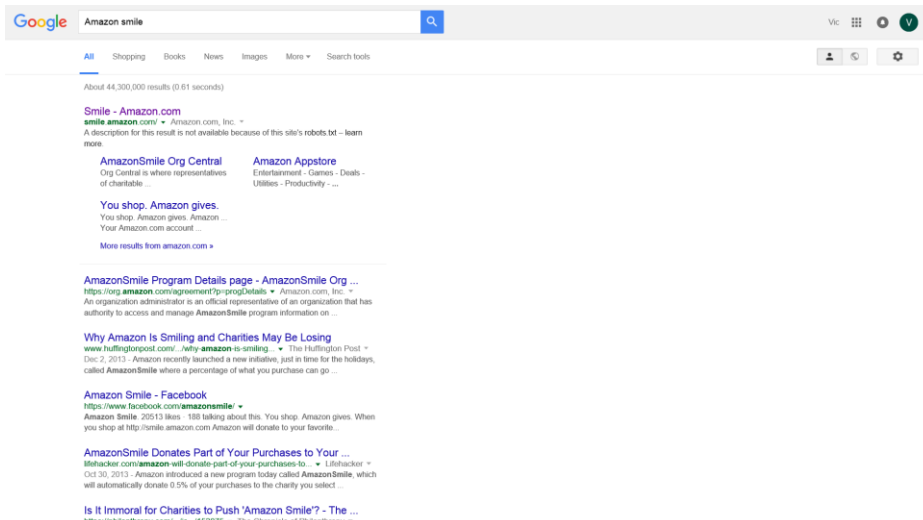 Google
Amazon smile
Vic
V
All Shopping Books News Images More Search tools
About 44,300,000 results (0.61 seconds)
Smile - Amazon.com
smile.amazon.com/ Amazon.com, Inc.
A description for this result is not available because of this site's robots.txt – learn
more.
AmazonSmile Org Central
Org Central is where representatives
of charitable ...
Amazon Appstore
Entertainment - Games - Deals -
Utilities - Productivity - ...
You shop. Amazon gives.
You shop. Amazon gives. Amazon ...
Your Amazon.com account ...
More results from amazon.com »
AmazonSmile Program Details page - AmazonSmile Org ...
https://org.amazon.com/agreement?p=progDetails Amazon.com, Inc.
An organization administrator is an official representative of an organization that has
authority to access and manage AmazonSmile program information on ...
Why Amazon Is Smiling and Charities May Be Losing
www.huffingtonpost.com/.../why-amazon-is-smiling... The Huffington Post
Dec 2, 2013 - Amazon recently launched a new initiative, just in time for the holidays,
called AmazonSmile where a percentage of what you purchase can go ...
Amazon Smile - Facebook
https://www.facebook.com/amazonsmile/
Amazon Smile. 20513 likes · 188 talking about this. You shop. Amazon gives. When
you shop at http://smile.amazon.com Amazon will donate to your favorite...
AmazonSmile Donates Part of Your Purchases to Your ...
lifehacker.com/amazon-will-donate-part-of-your-purchases-to... Lifehacker
Oct 30, 2013 - Amazon introduced a new program today called AmazonSmile, which
will automatically donate 0.5% of your purchases to the charity you select ...
Is It Immoral for Charities to Push 'Amazon Smile'? - The ...